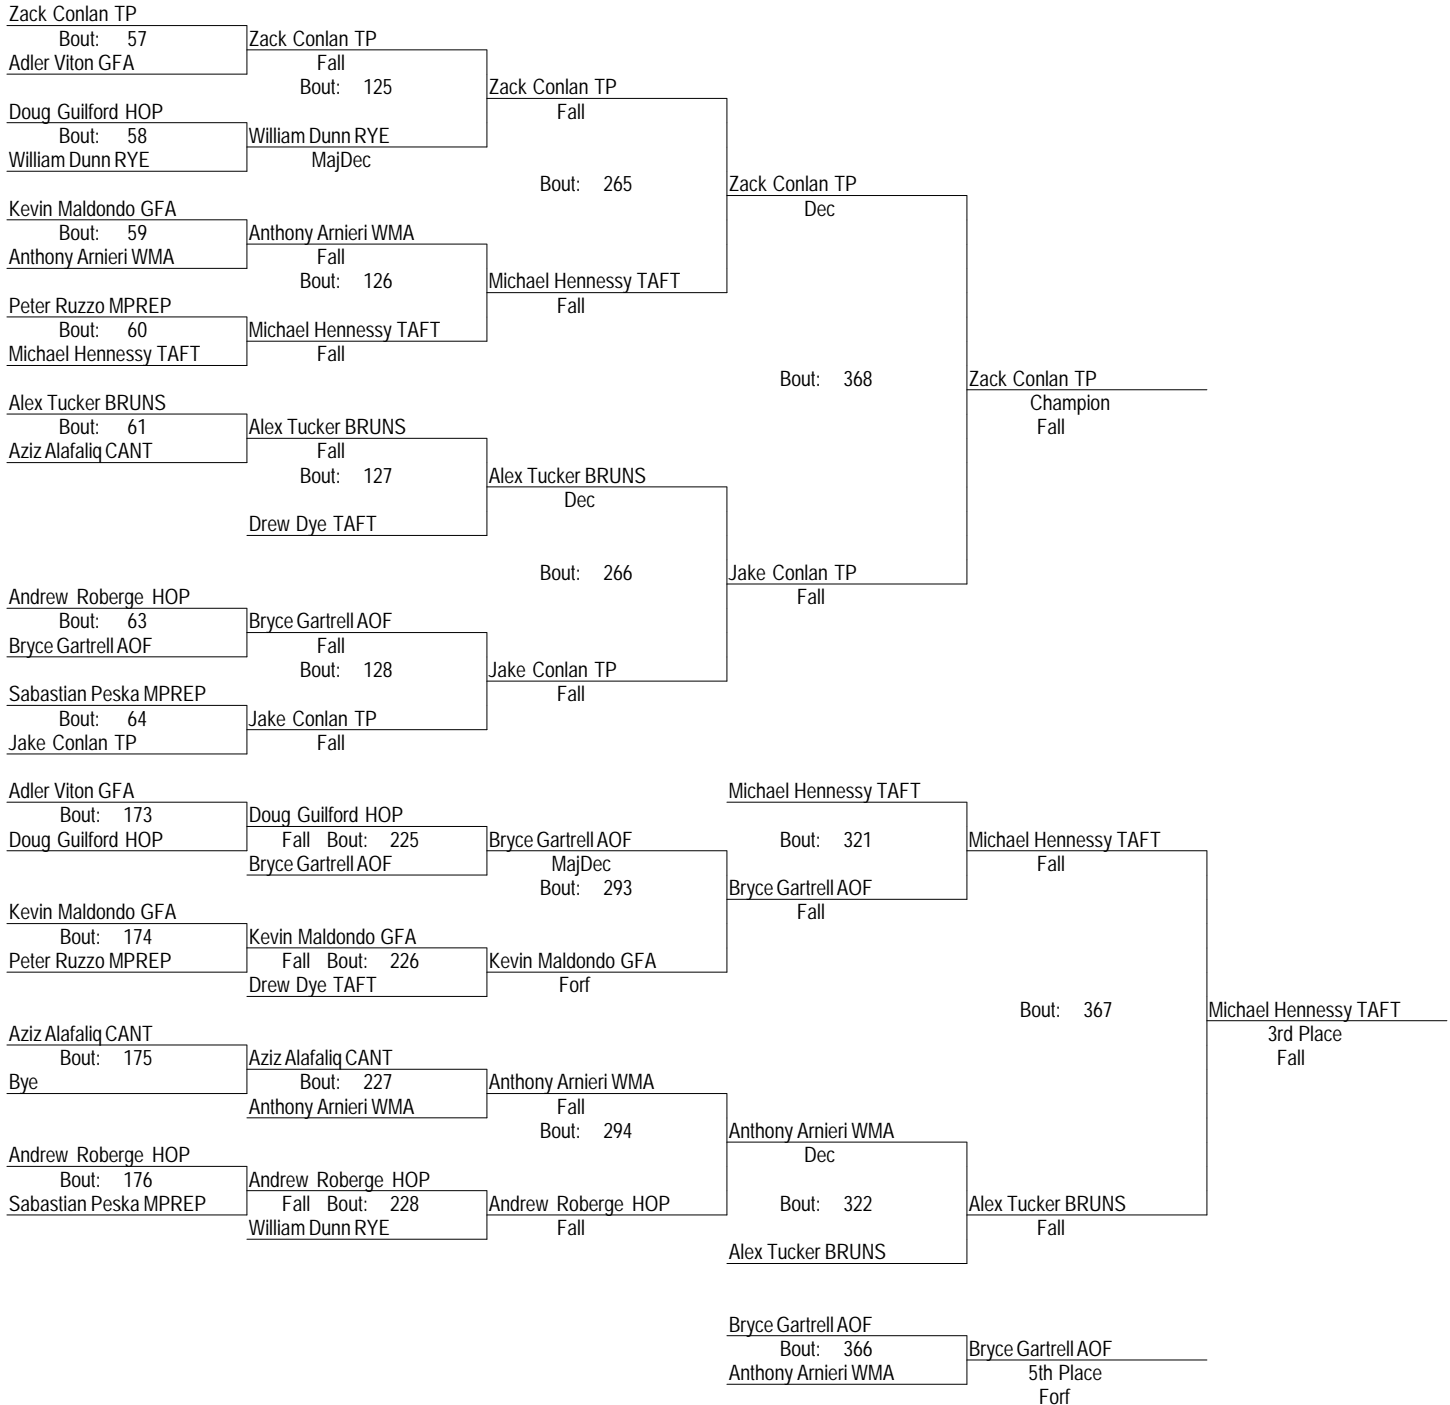 Zack Conlan TP
Bout: 57
Zack Conlan TP
Adler Viton GFA
Fall
Bout: 125
Zack Conlan TP
Doug Guilford HOP
Fall
Bout: 58
William Dunn RYE
William Dunn RYE
MajDec
Bout: 265
Zack Conlan TP
Kevin Maldondo GFA
Dec
Bout: 59
Anthony Arnieri WMA
Anthony Arnieri WMA
Fall
Bout: 126
Michael Hennessy TAFT
Peter Ruzzo MPREP
Fall
Bout: 60
Michael Hennessy TAFT
Michael Hennessy TAFT
Fall
Bout: 368
Zack Conlan TP
Alex Tucker BRUNS
Champion
Bout: 61
Alex Tucker BRUNS
Fall
Aziz Alafaliq CANT
Fall
Bout: 127
Alex Tucker BRUNS
Dec
Drew Dye TAFT
Bout: 266
Jake Conlan TP
Andrew Roberge HOP
Fall
Bout: 63
Bryce Gartrell AOF
Bryce Gartrell AOF
Fall
Bout: 128
Jake Conlan TP
Sabastian Peska MPREP
Fall
Bout: 64
Jake Conlan TP
Jake Conlan TP
Fall
Adler Viton GFA
Michael Hennessy TAFT
Bout: 173
Doug Guilford HOP
Doug Guilford HOP
Fall Bout: 225
Bryce Gartrell AOF
Bout: 321
Michael Hennessy TAFT
Bryce Gartrell AOF
MajDec
Fall
Bout: 293
Bryce Gartrell AOF
Kevin Maldondo GFA
Fall
Bout: 174
Kevin Maldondo GFA
Peter Ruzzo MPREP
Fall Bout: 226
Kevin Maldondo GFA
Drew Dye TAFT
Forf
Bout: 367
Michael Hennessy TAFT
Aziz Alafaliq CANT
3rd Place
Bout: 175
Aziz Alafaliq CANT
Fall
Bye
Bout: 227
Anthony Arnieri WMA
Anthony Arnieri WMA
Fall
Bout: 294
Anthony Arnieri WMA
Andrew Roberge HOP
Dec
Bout: 176
Andrew Roberge HOP
Sabastian Peska MPREP
Fall Bout: 228
Andrew Roberge HOP
Bout: 322
Alex Tucker BRUNS
William Dunn RYE
Fall
Fall
Alex Tucker BRUNS
Bryce Gartrell AOF
Bout: 366
Bryce Gartrell AOF
Anthony Arnieri WMA
5th Place
Forf